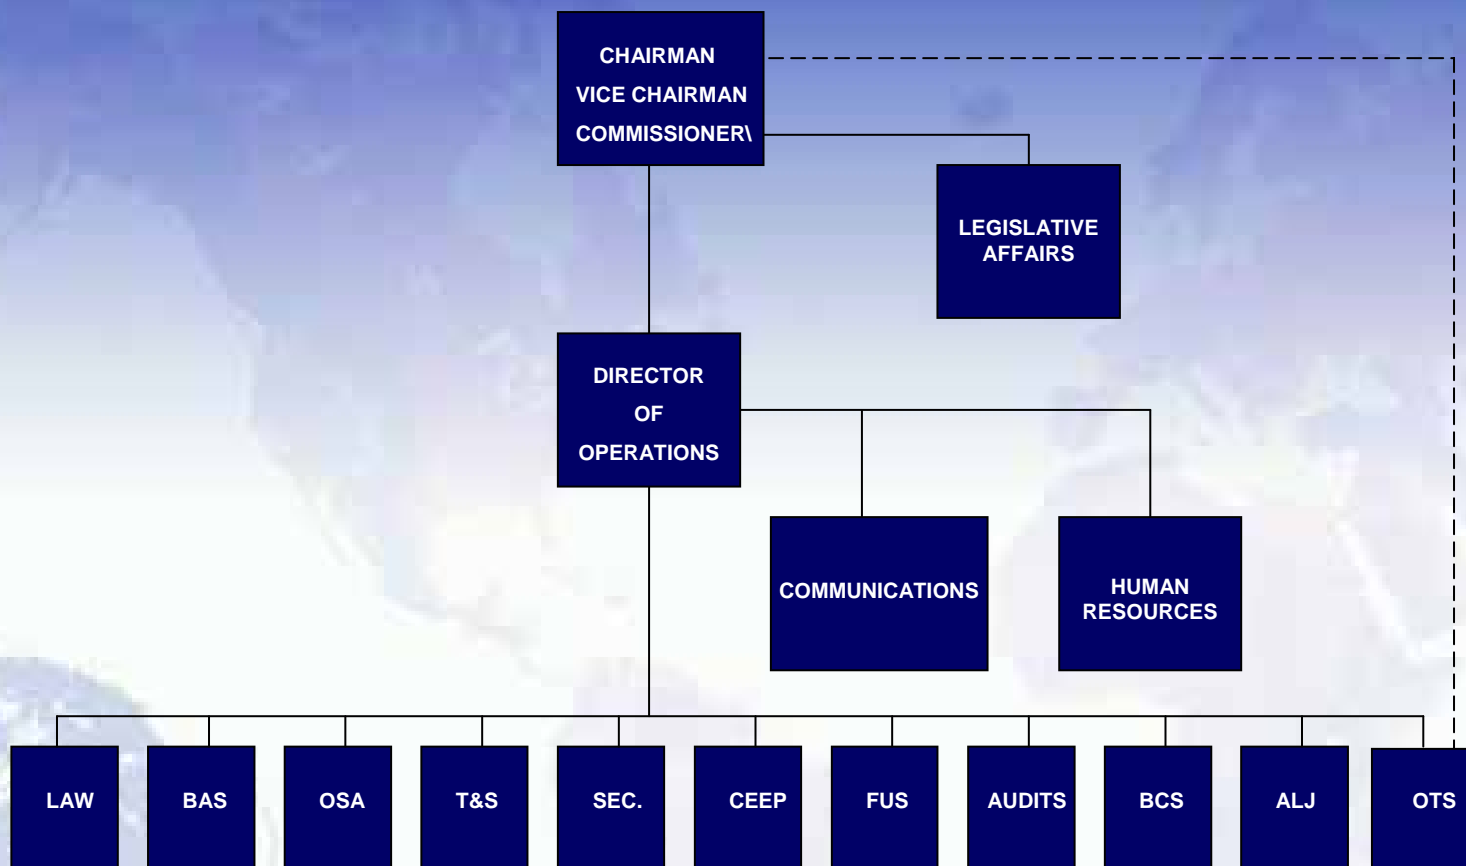 CHAIRMAN
VICE CHAIRMAN
COMMISSIONER\
LEGISLATIVE
AFFAIRS
DIRECTOR
OF
OPERATIONS
COMMUNICATIONS
HUMAN
RESOURCES
LAW
BAS
OSA
T&S
SEC.
CEEP
FUS
AUDITS
BCS
ALJ
OTS